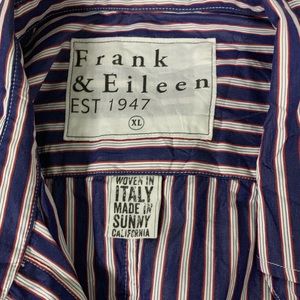 Frank
& Eileen
EST 1947
XL
WOVEN IN
ITALY
MADE IN
SUNNY
CALIFORNIA